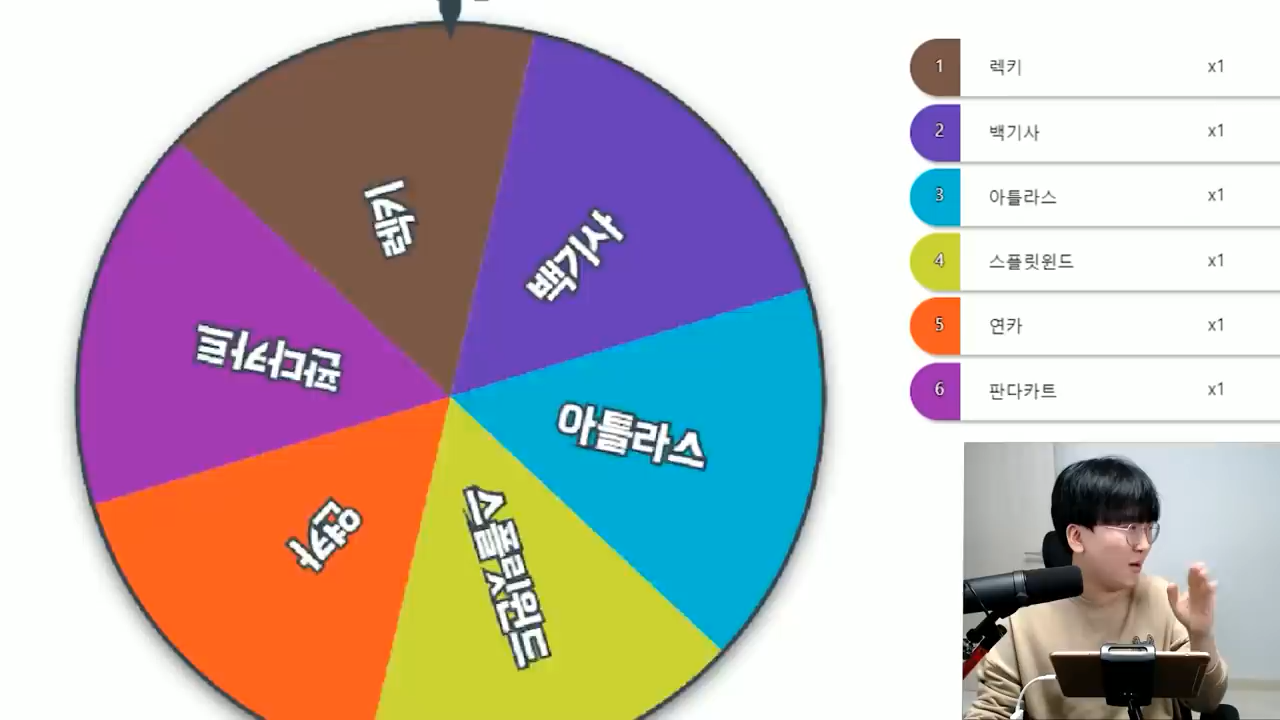 렉키
백기사
아틀라스
스플릿윈드
연카
판다카트
1 렉키 x1
2 백기사 x1
3 아틀라스 x1
4 스플릿윈드 x1
5 연카 x1
6 판다카트 x1